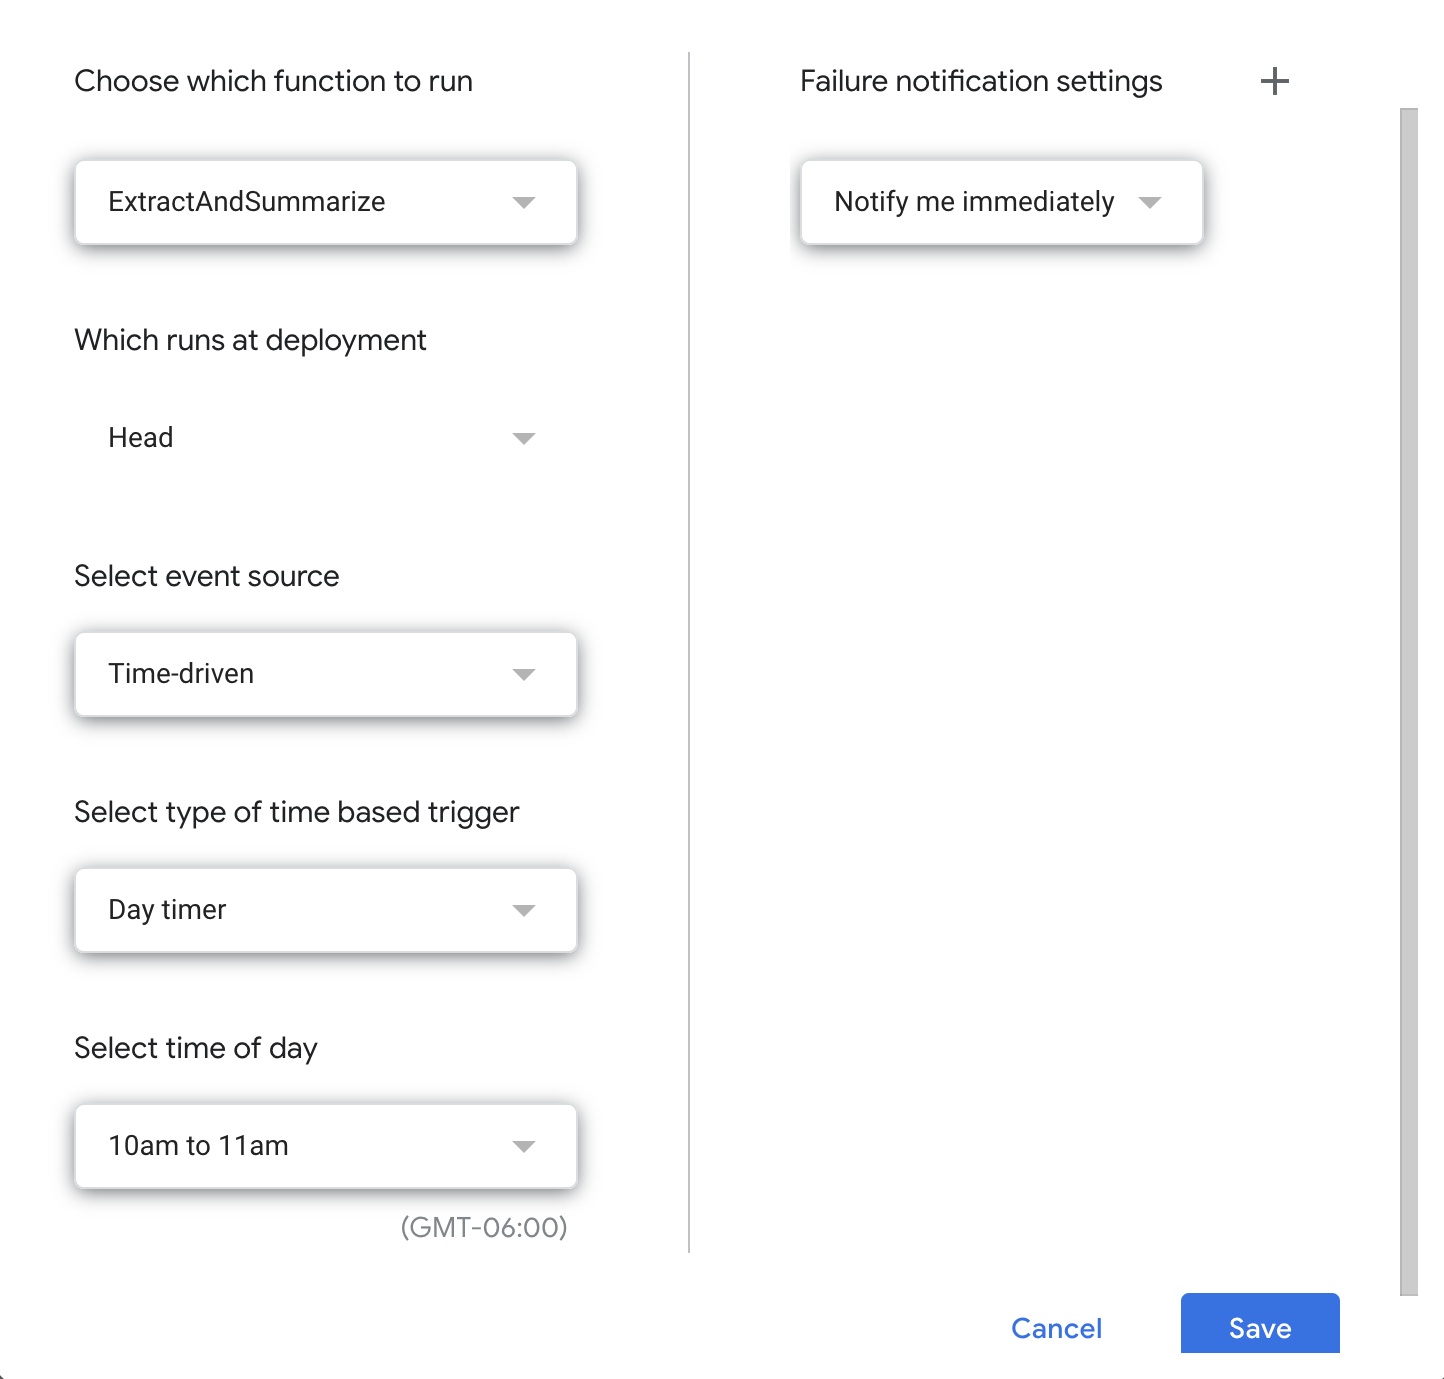 Choose which function to run
ExtractAndSummarize
Which runs at deployment
Head
Select event source
Time-driven
Select type of time based trigger
Day timer
Select time of day
10am to 11am
(GMT-06:00)
Failure notification settings
Notify me immediately
Cancel
Save